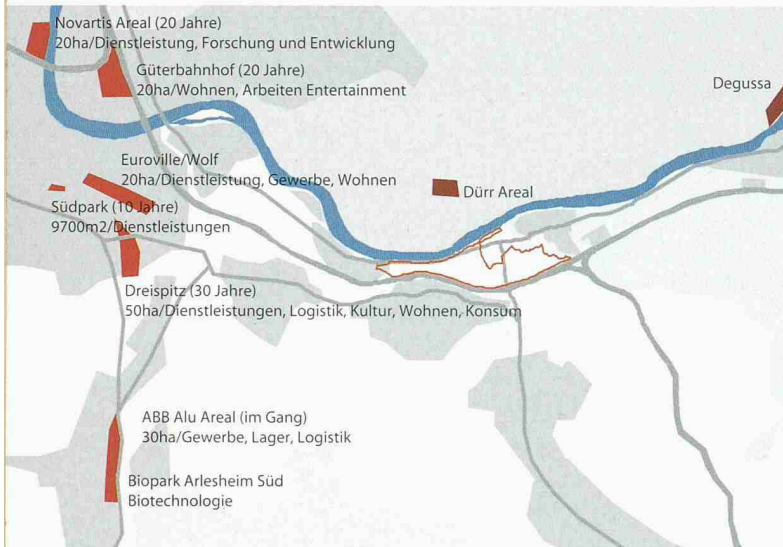 Novartis Areal (20 Jahre)
20ha/Dienstleistung, Forschung und Entwicklung
Güterbahnhof (20 Jahre)
20ha/Wohnen, Arbeiten Entertainment
Degussa
Euroville/Wolf
20ha/Dienstleistung, Gewerbe, Wohnen
Dürr Areal
Südpark (10 Jahre)
9700m2/Dienstleistungen
Dreispitz (30 Jahre)
50ha/Dienstleistungen, Logistik, Kultur, Wohnen, Konsum
ABB Alu Areal (im Gang)
30ha/Gewerbe, Lager, Logistik
Biopark Arlesheim Süd
Biotechnologie